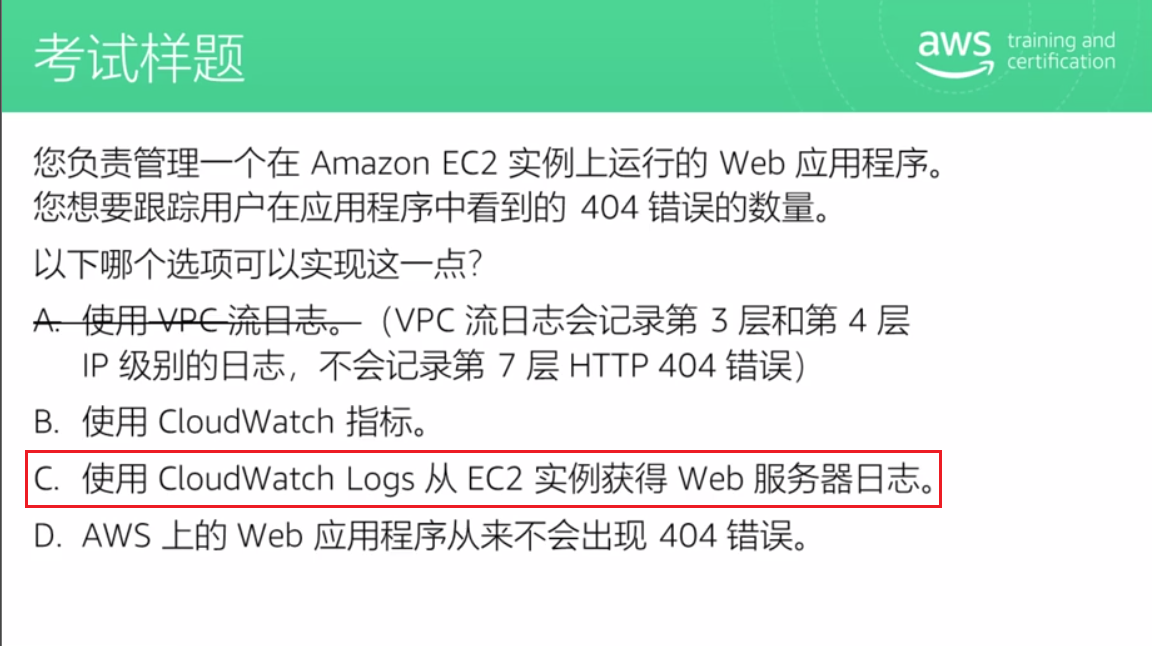 考试样题
aws training and
certification
您负责管理一个在 Amazon EC2 实例上运行的 Web 应用程序。
您想要跟踪用户在应用程序中看到的 404 错误的数量。
以下哪个选项可以实现这一点？
A. 使用 VPC 流日志。（VPC 流日志会记录第 3 层和第 4 层
IP 级别的日志，不会记录第 7 层 HTTP 404 错误）
B. 使用 CloudWatch 指标。
C. 使用 CloudWatch Logs 从 EC2 实例获得 Web 服务器日志。
D. AWS 上的 Web 应用程序从来不会出现 404 错误。